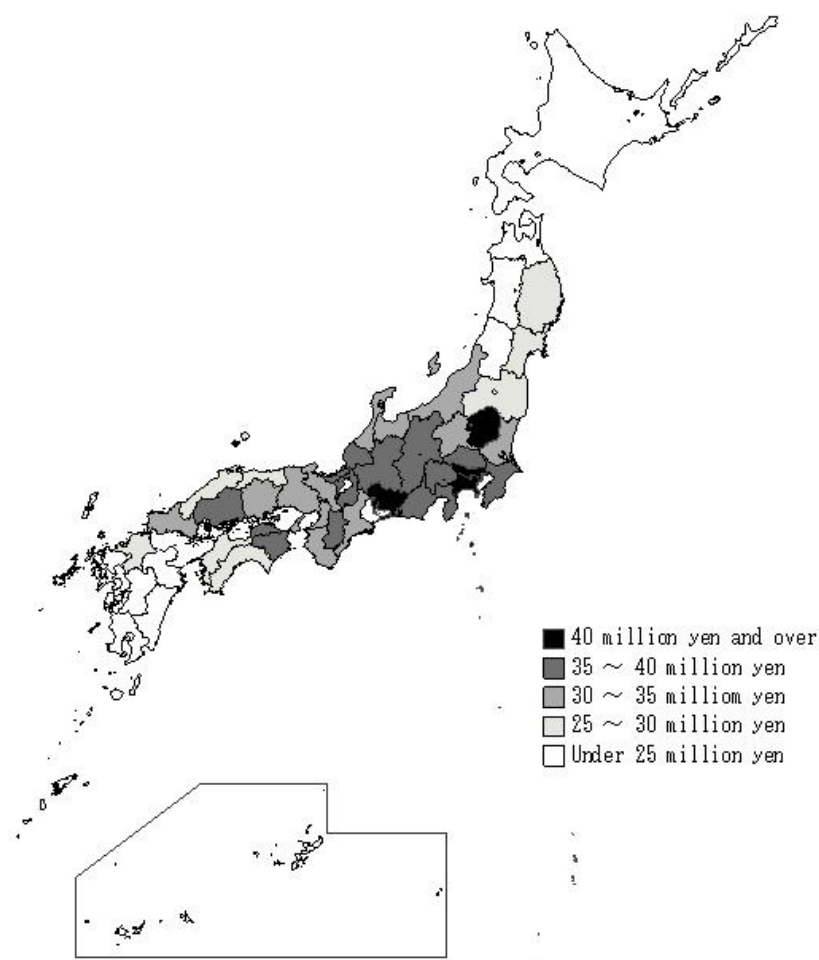 40 million yen and over
35 ～ 40 million yen
30 ～ 35 milliom yen
25 ～ 30 million yen
Under 25 million yen